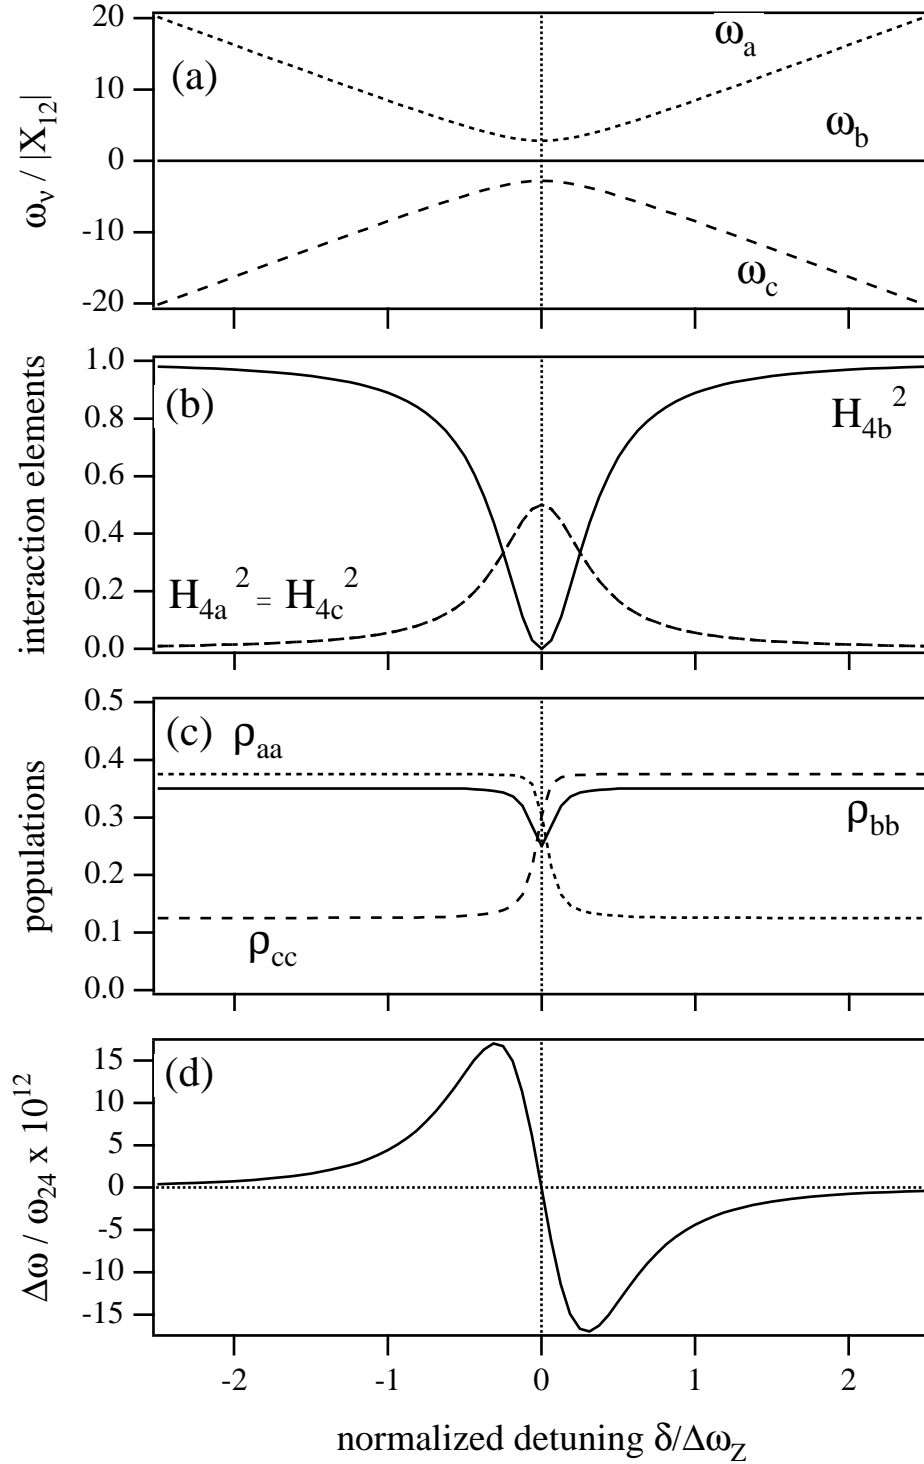 20
10
0
-10
-20
ω_ν / |X_12|
(a)
ω_a
ω_b
ω_c
1.0
0.8
0.6
0.4
0.2
0.0
interaction elements
(b)
H_4b^2
H_4a^2 = H_4c^2
0.5
0.4
0.3
0.2
0.1
0.0
populations
(c) ρ_aa
ρ_bb
ρ_cc
15
10
5
0
-5
-10
-15
Δω / ω_24 x 10^12
(d)
-2 -1 0 1 2
normalized detuning δ/Δω_Z